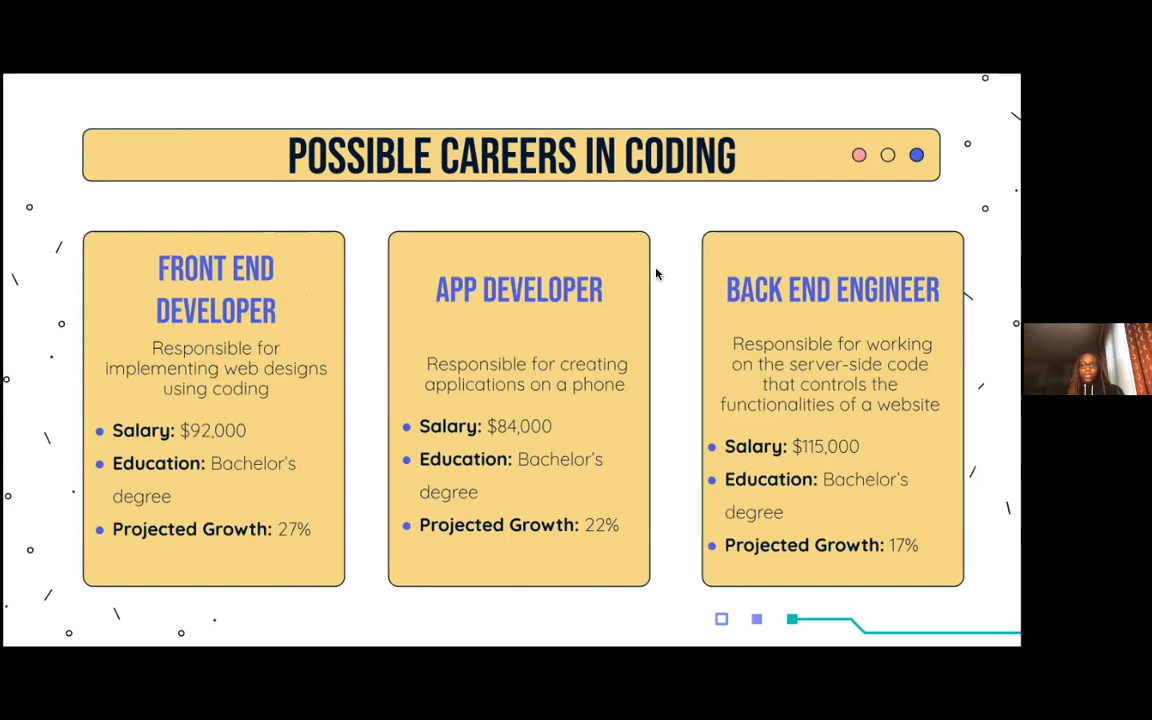 POSSIBLE CAREERS IN CODING
FRONT END
DEVELOPER
Responsible for
implementing web designs
using coding
Salary: $92,000
Education: Bachelor's
degree
Projected Growth: 27%
APP DEVELOPER
Responsible for creating
applications on a phone
Salary: $84,000
Education: Bachelor's
degree
Projected Growth: 22%
BACK END ENGINEER
Responsible for working
on the server-side code
that controls the
functionalities of a website
Salary: $115,000
Education: Bachelor's
degree
Projected Growth: 17%